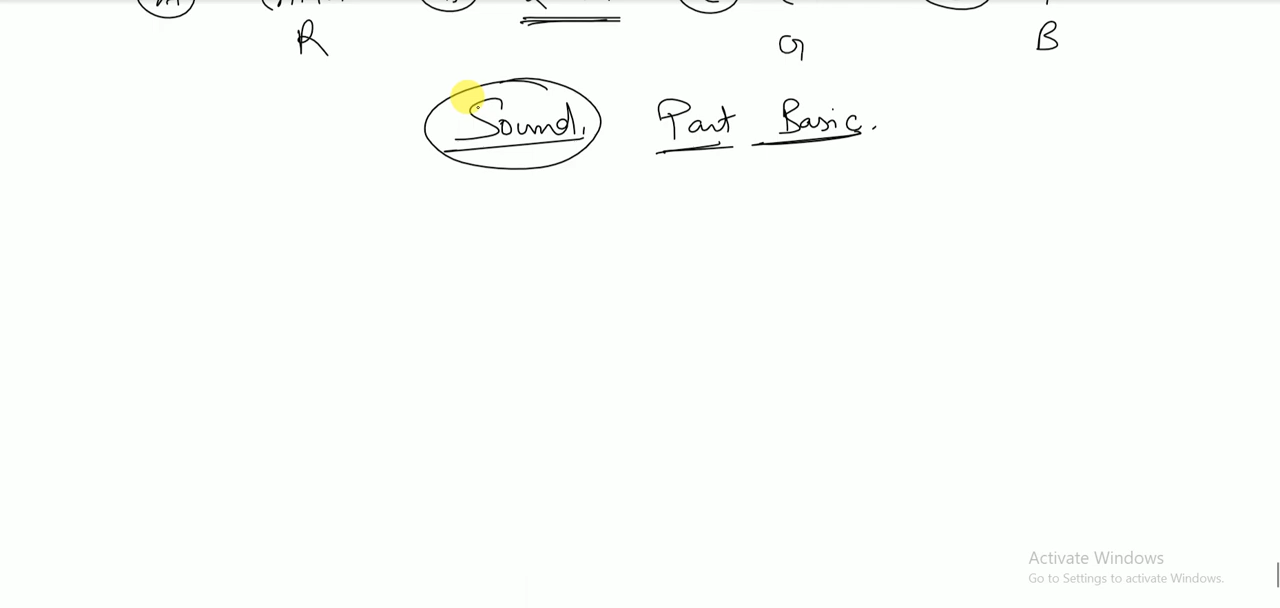 R G B
Sound. Part Basic.
Activate Windows
Go to Settings to activate Windows.